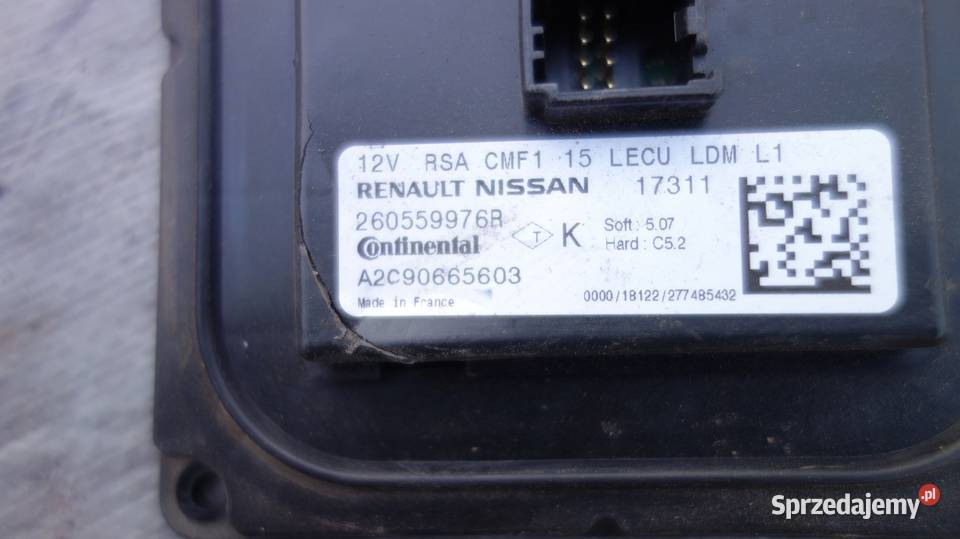 12V RSA CMF1 15 LECU LDM L1
RENAULT NISSAN 17311
260559976R
Continental T K Soft : 5.07
Hard : C5.2
A2C90665603
Made in France 0000/18122/277485432
Sprzedajemy.pl